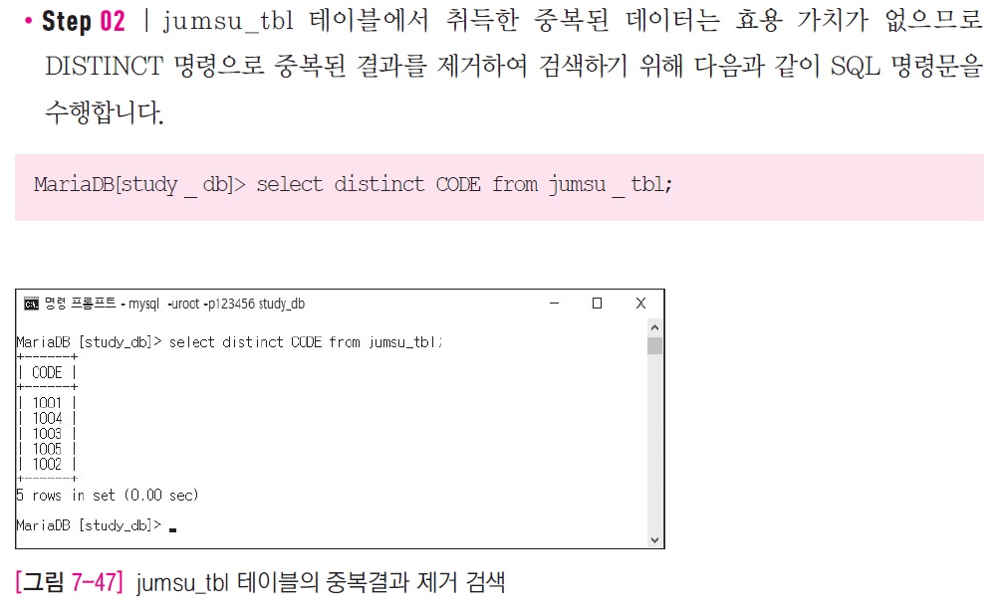 • Step 02 | jumsu_tbl 테이블에서 취득한 중복된 데이터는 효용 가치가 없으므로
DISTINCT 명령으로 중복된 결과를 제거하여 검색하기 위해 다음과 같이 SQL 명령문을
수행합니다.
MariaDB[study _ db]> select distinct CODE from jumsu _ tbl;
명령 프롬프트 - mysql -uroot -p123456 study_db
MariaDB [study_db]> select distinct CODE from jumsu_tbl;
+------+
| CODE |
+------+
| 1001 |
| 1004 |
| 1003 |
| 1005 |
| 1002 |
+------+
5 rows in set (0.00 sec)
MariaDB [study_db]> _
[그림 7-47] jumsu_tbl 테이블의 중복결과 제거 검색